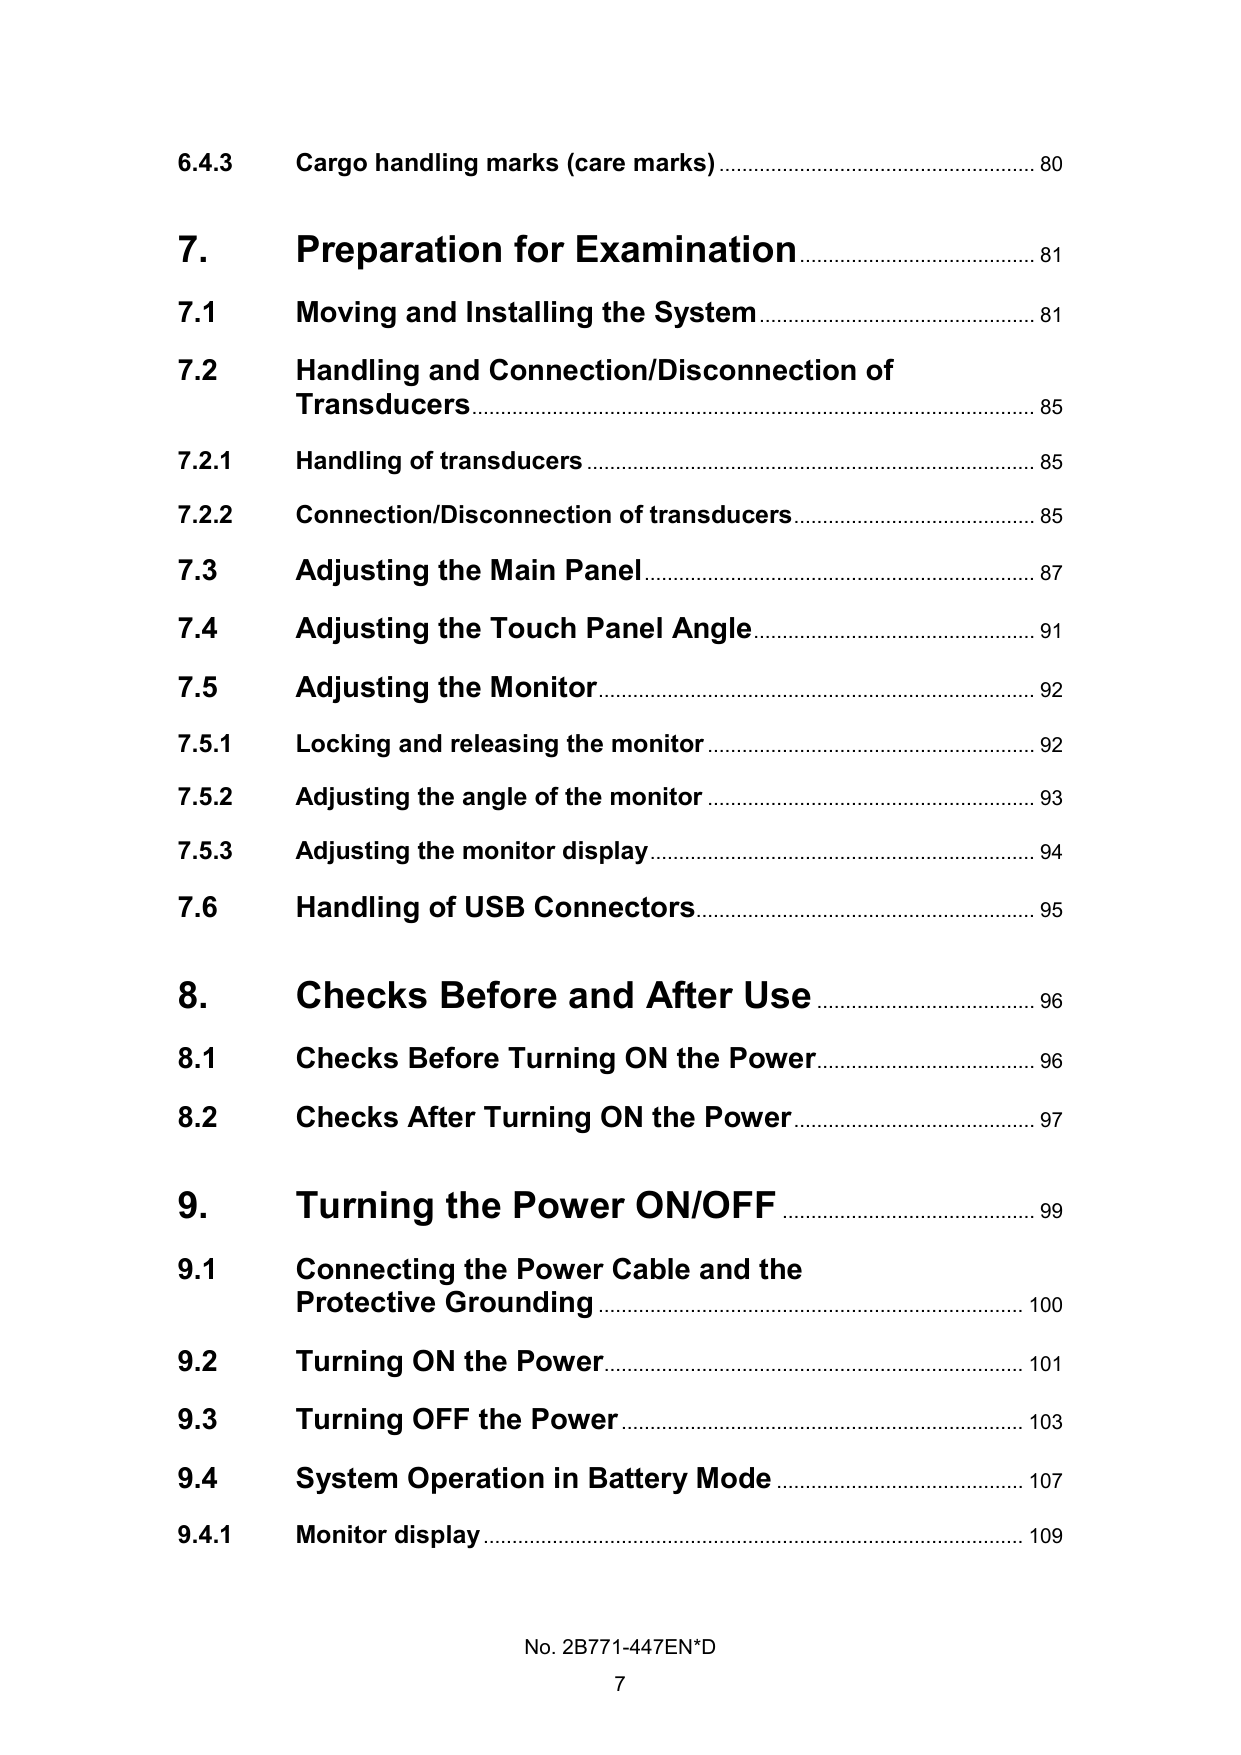 6.4.3 Cargo handling marks (care marks) ........ 80
7. Preparation for Examination ........ 81
7.1 Moving and Installing the System ........ 81
7.2 Handling and Connection/Disconnection of
Transducers ........ 85
7.2.1 Handling of transducers ........ 85
7.2.2 Connection/Disconnection of transducers ........ 85
7.3 Adjusting the Main Panel ........ 87
7.4 Adjusting the Touch Panel Angle ........ 91
7.5 Adjusting the Monitor ........ 92
7.5.1 Locking and releasing the monitor ........ 92
7.5.2 Adjusting the angle of the monitor ........ 93
7.5.3 Adjusting the monitor display ........ 94
7.6 Handling of USB Connectors ........ 95
8. Checks Before and After Use ........ 96
8.1 Checks Before Turning ON the Power ........ 96
8.2 Checks After Turning ON the Power ........ 97
9. Turning the Power ON/OFF ........ 99
9.1 Connecting the Power Cable and the
Protective Grounding ........ 100
9.2 Turning ON the Power ........ 101
9.3 Turning OFF the Power ........ 103
9.4 System Operation in Battery Mode ........ 107
9.4.1 Monitor display ........ 109
No. 2B771-447EN*D
7